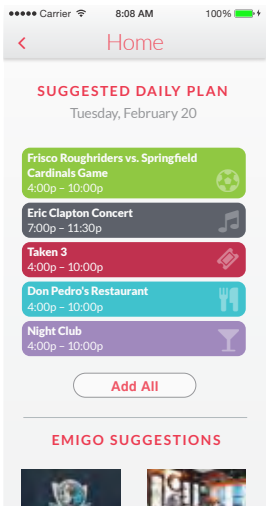 Carrier 8:08 AM 100%
Home
SUGGESTED DAILY PLAN
Tuesday, February 20
Frisco Roughriders vs. Springfield
Cardinals Game
4:00p – 10:00p
Eric Clapton Concert
7:00p – 11:30p
Taken 3
4:00p – 10:00p
Don Pedro's Restaurant
4:00p – 10:00p
Night Club
4:00p – 10:00p
Add All
EMIGO SUGGESTIONS